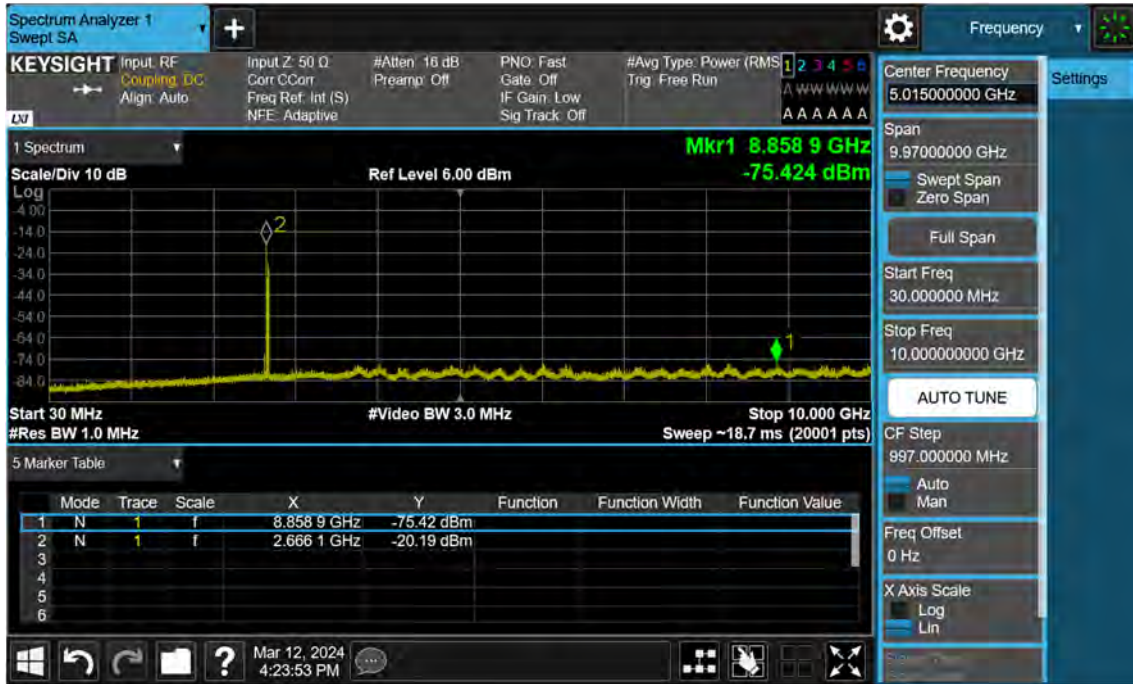 Spectrum Analyzer 1
Swept SA
+
Frequency
KEYSIGHT
Input: RF
Coupling: DC
Align: Auto
Input Z: 50 Ω
Corr CCorr
Freq Ref: Int (S)
NFE: Adaptive
#Atten: 16 dB
Preamp: Off
PNO: Fast
Gate: Off
IF Gain: Low
Sig Track: Off
#Avg Type: Power (RMS
Trig: Free Run
1 2 3 4 5 6
A W W W W W
A A A A A A
LXI
1 Spectrum
Mkr1 8.858 9 GHz
-75.424 dBm
Scale/Div 10 dB
Ref Level 6.00 dBm
Log
-4.00
-14.0
-24.0
-34.0
-44.0
-54.0
-64.0
-74.0
-84.0
2
1
Start 30 MHz
#Video BW 3.0 MHz
Stop 10.000 GHz
#Res BW 1.0 MHz
Sweep ~18.7 ms (20001 pts)
5 Marker Table
Mode Trace Scale X Y Function Function Width Function Value
1 N 1 f 8.858 9 GHz -75.42 dBm
2 N 1 f 2.666 1 GHz -20.19 dBm
3
4
5
6
?
Mar 12, 2024
4:23:53 PM
Center Frequency
5.015000000 GHz
Settings
Span
9.97000000 GHz
Swept Span
Zero Span
Full Span
Start Freq
30.000000 MHz
Stop Freq
10.000000000 GHz
AUTO TUNE
CF Step
997.000000 MHz
Auto
Man
Freq Offset
0 Hz
X Axis Scale
Log
Lin